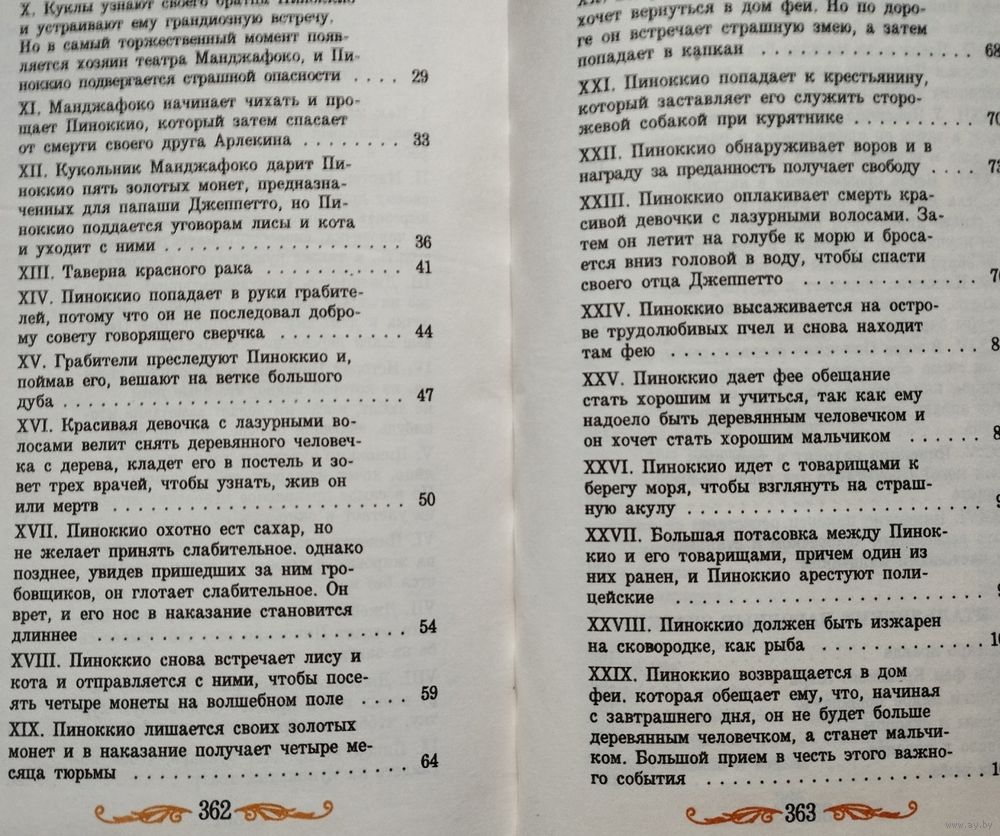 X. Куклы узнают своего братца Пиноккио
и устраивают ему грандиозную встречу.
Но в самый торжественный момент появ-
ляется хозяин театра Манджафоко, и Пи-
ноккио подвергается страшной опасности .... 29
XI. Манджафоко начинает чихать и про-
щает Пиноккио, который затем спасает
от смерти своего друга Арлекина ........ 33
XII. Кукольник Манджафоко дарит Пи-
ноккио пять золотых монет, предназна-
ченных для папаши Джеппетто, но Пи-
ноккио поддается уговорам лисы и кота
и уходит с ними .................. 36
XIII. Таверна красного рака ........... 41
XIV. Пиноккио попадает в руки грабите-
лей, потому что он не последовал добро-
му совету говорящего сверчка .......... 44
XV. Грабители преследуют Пиноккио и,
поймав его, вешают на ветке большого
дуба .......................... 47
XVI. Красивая девочка с лазурными во-
лосами велит снять деревянного человеч-
ка с дерева, кладет его в постель и зо-
вет трех врачей, чтобы узнать, жив он
или мертв ...................... 50
XVII. Пиноккио охотно ест сахар, но
не желает принять слабительное. однако
позднее, увидев пришедших за ним гро-
бовщиков, он глотает слабительное. Он
врет, и его нос в наказание становится
длиннее ....................... 54
XVIII. Пиноккио снова встречает лису и
кота и отправляется с ними, чтобы посе-
ять четыре монеты на волшебном поле .... 59
XIX. Пиноккио лишается своих золотых
монет и в наказание получает четыре ме-
сяца тюрьмы ..................... 64
362
хочет вернуться в дом феи. Но по доро-
ге он встречает страшную змею, а затем
попадает в капкан ................ 68
XXI. Пиноккио попадает к крестьянину,
который заставляет его служить сторо-
жевой собакой при курятнике .......... 70
XXII. Пиноккио обнаруживает воров и в
награду за преданность получает свободу .... 73
XXIII. Пиноккио оплакивает смерть кра-
сивой девочки с лазурными волосами. За-
тем он летит на голубке к морю и броса-
ется вниз головой в воду, чтобы спасти
своего отца Джеппетто ............. 76
XXIV. Пиноккио высаживается на остро-
ве трудолюбивых пчел и снова находит
там фею ....................... 8
XXV. Пиноккио дает фее обещание
стать хорошим и учиться, так как ему
надоело быть деревянным человечком и
он хочет стать хорошим мальчиком ...... 8
XXVI. Пиноккио идет с товарищами к
берегу моря, чтобы взглянуть на страш-
ную акулу ......................
XXVII. Большая потасовка между Пинок-
кио и его товарищами, причем один из
них ранен, и Пиноккио арестуют поли-
цейские .......................
XXVIII. Пиноккио должен быть изжарен
на сковородке, как рыба ............. 10
XXIX. Пиноккио возвращается в дом
феи. которая обещает ему, что, начиная
с завтрашнего дня, он не будет больше
деревянным человечком, а станет мальчи-
ком. Большой прием в честь этого важно-
го события ..................... 1
363
www.ay.by